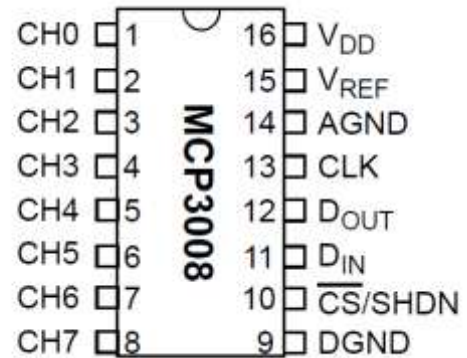 CH0 1 16 VDD
CH1 2 15 VREF
CH2 3 14 AGND
CH3 4 13 CLK
CH4 5 12 DOUT
CH5 6 11 DIN
CH6 7 10 CS/SHDN
CH7 8 9 DGND
MCP3008